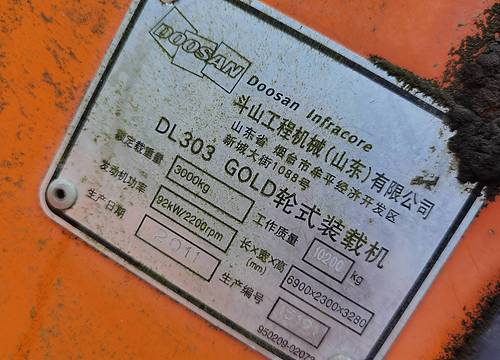 DOOSAN
Doosan Infracore
斗山工程机械(山东)有限公司
山东省 烟台市牟平经济开发区
新城大街1088号
DL303 GOLD轮式装载机
额定载重量 3000kg 工作质量 10200 kg
发动机功率 92kW/2200rpm 长X宽X高(mm) 6900×2300×3280
生产日期 2011 生产编号
950209-0207